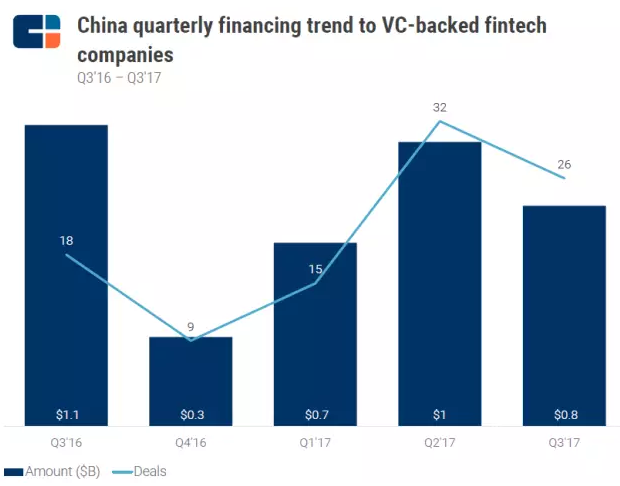 China quarterly financing trend to VC-backed fintech
companies
Q3'16 – Q3'17
32
26
18
15
9
$1.1
$0.3
$0.7
$1
$0.8
Q3'16
Q4'16
Q1'17
Q2'17
Q3'17
Amount ($B)
Deals